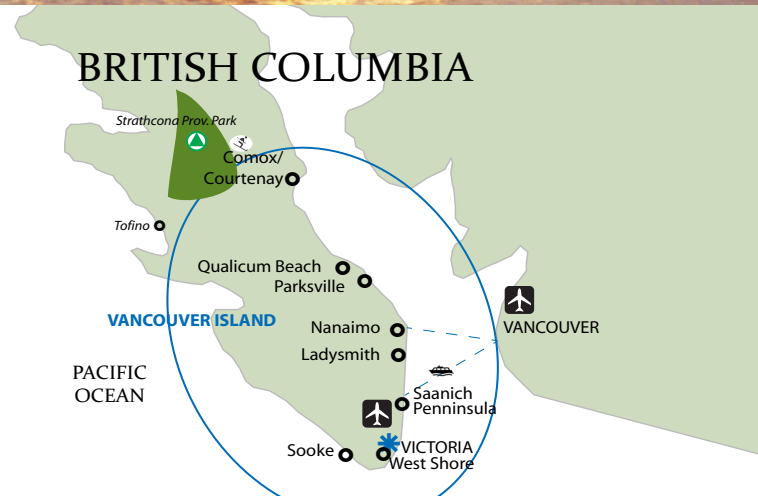 BRITISH COLUMBIA
Strathcona Prov. Park
Comox/
Courtenay
Tofino
Qualicum Beach
Parksville
VANCOUVER ISLAND
Nanaimo
VANCOUVER
Ladysmith
PACIFIC
OCEAN
Saanich
Penninsula
Sooke
VICTORIA
West Shore